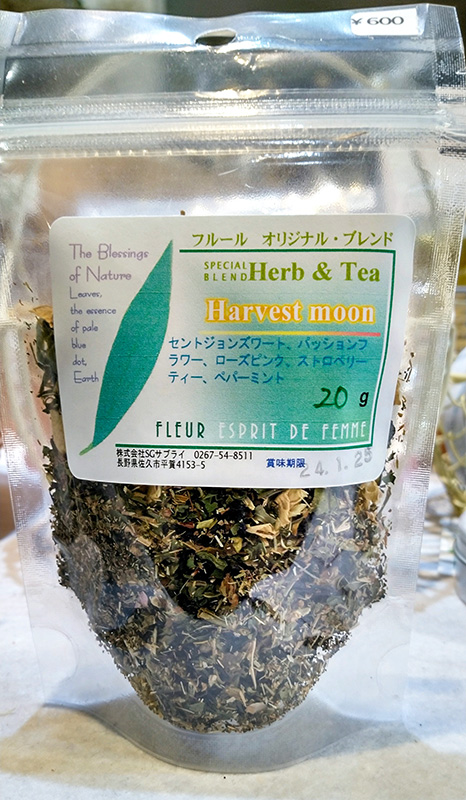 ¥600
フルール オリジナル・ブレンド
The Blessings
of Nature
Leaves,
the essence
of pale
blue
dot,
Earth
SPECIAL
BLEND Herb & Tea
Harvest moon
セントジョンズワート、パッションフ
ラワー、ローズピンク、ストロベリー
ティー、ペパーミント
20 g
FLEUR ESPRIT DE FEMME
株式会社SGサプライ 0267-54-8511
長野県佐久市平賀4153-5
賞味期限 24.1.25